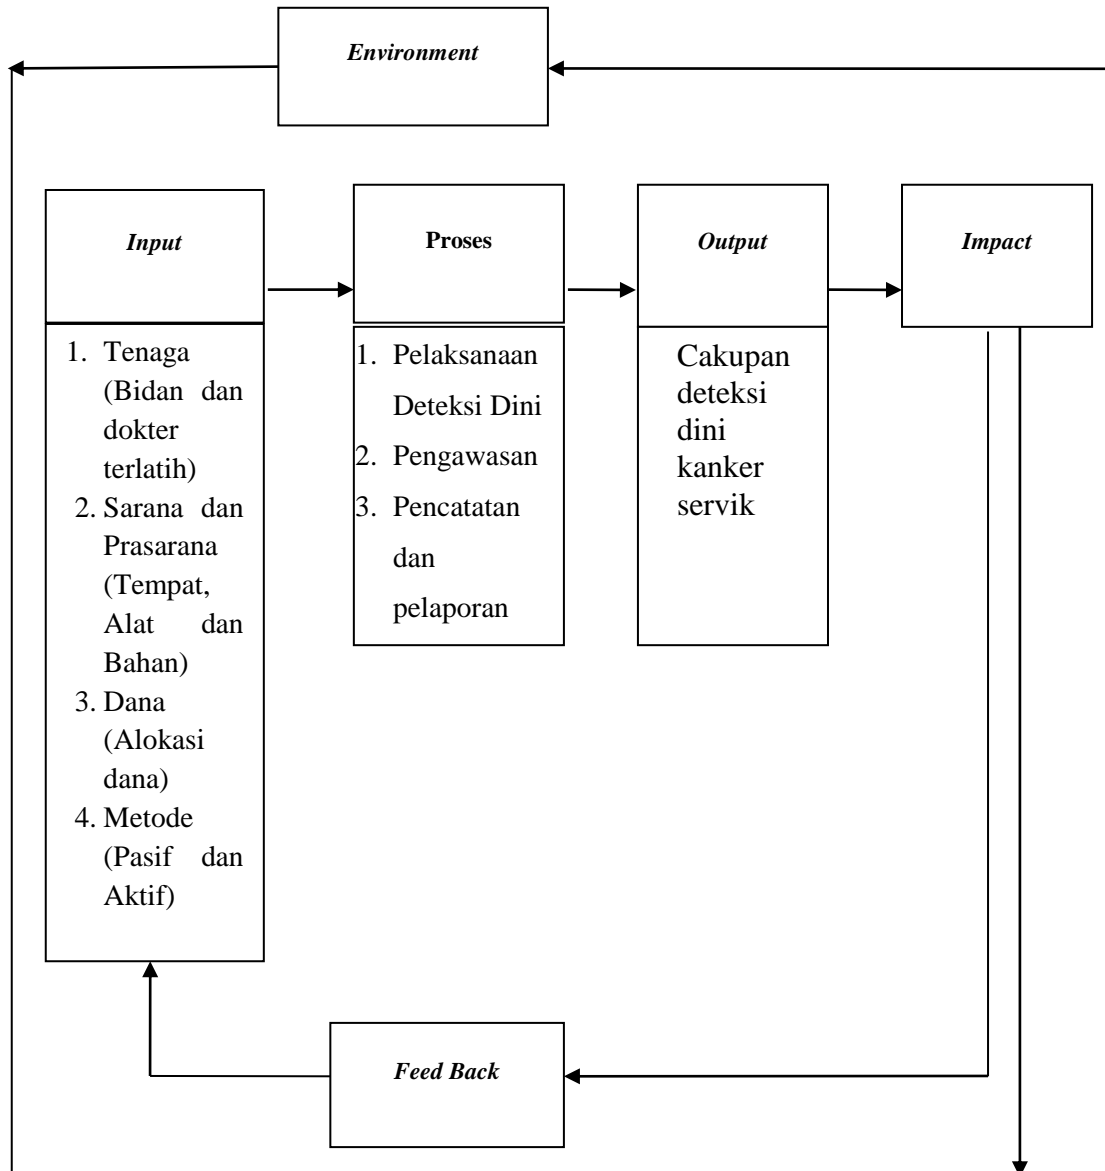 Environment
Input
Proses
Output
Impact
1. Tenaga
(Bidan dan
dokter
terlatih)
2. Sarana dan
Prasarana
(Tempat,
Alat dan
Bahan)
3. Dana
(Alokasi
dana)
4. Metode
(Pasif dan
Aktif)
1. Pelaksanaan
Deteksi Dini
2. Pengawasan
3. Pencatatan
dan
pelaporan
Cakupan
deteksi
dini
kanker
servik
Feed Back